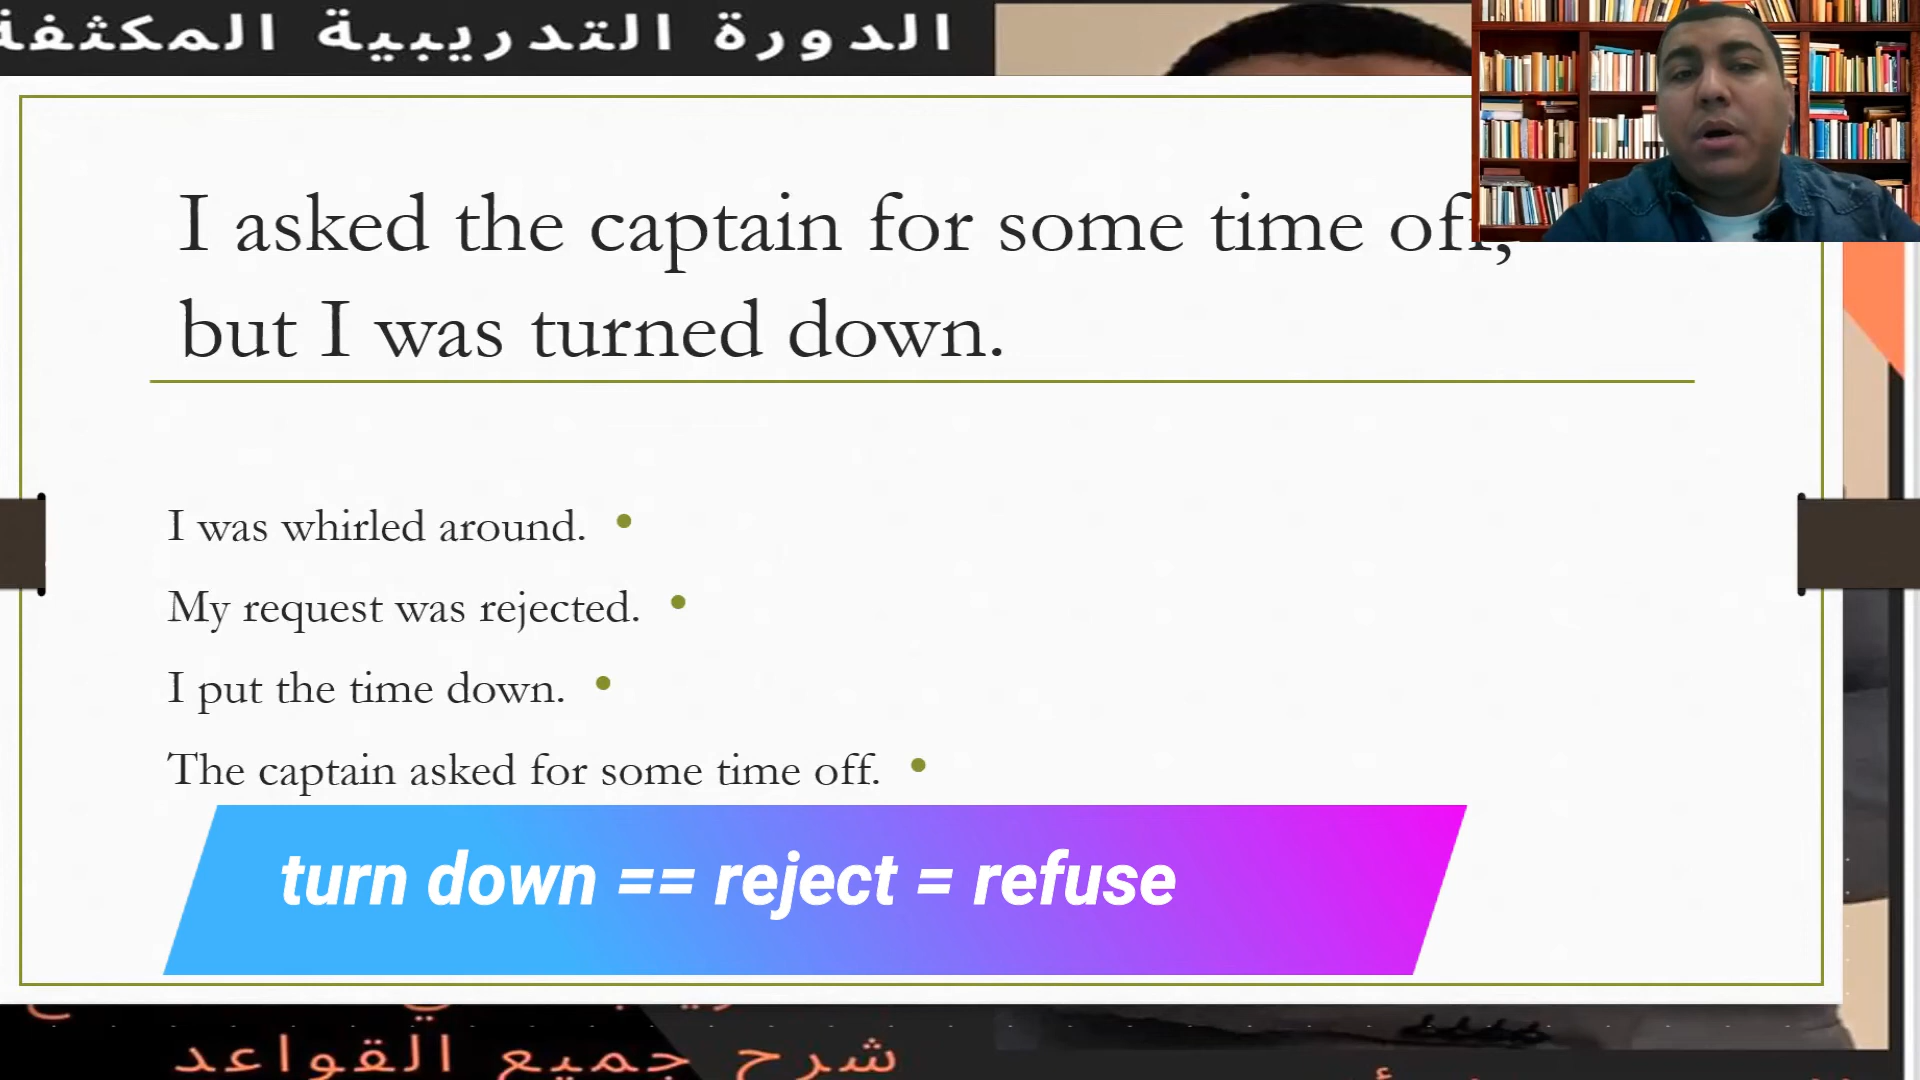 الدورة التدريبية المكثفة
I asked the captain for some time off,
but I was turned down.
I was whirled around.
My request was rejected.
I put the time down.
The captain asked for some time off.
turn down == reject = refuse
شرح جميع القواعد